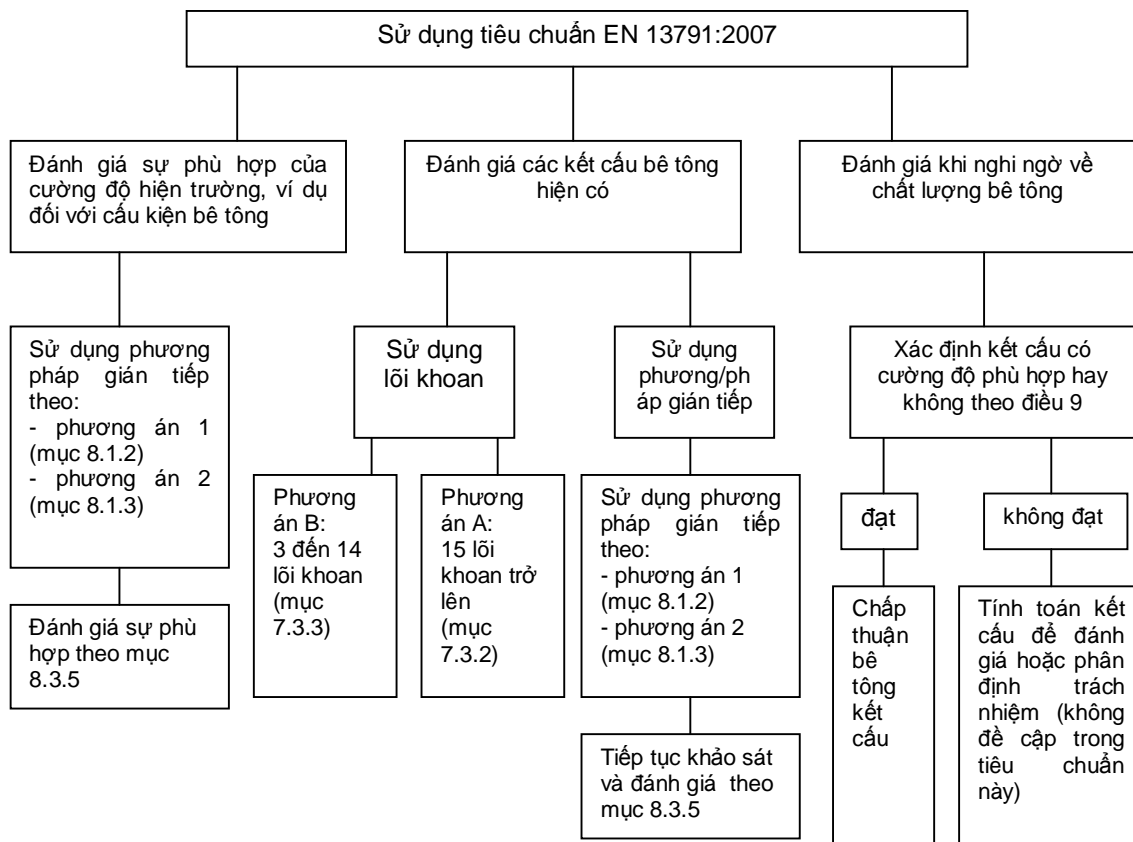 Sử dụng tiêu chuẩn EN 13791:2007
Đánh giá sự phù hợp của
cường độ hiện trường, ví dụ
đối với cấu kiện bê tông
Đánh giá các kết cấu bê tông
hiện có
Đánh giá khi nghi ngờ về
chất lượng bê tông
Sử dụng phương
pháp gián tiếp
theo:
- phương án 1
(mục 8.1.2)
- phương án 2
(mục 8.1.3)
Sử dụng
lõi khoan
Sử dụng
phương/ph
áp gián tiếp
Xác định kết cấu có
cường độ phù hợp hay
không theo điều 9
Đánh giá sự phù
hợp theo mục
8.3.5
Phương
án B:
3 đến 14
lõi khoan
(mục
7.3.3)
Phương
án A:
15 lõi
khoan trở
lên
(mục
7.3.2)
Sử dụng phương
pháp gián tiếp
theo:
- phương án 1
(mục 8.1.2)
- phương án 2
(mục 8.1.3)
đạt
không đạt
Tiếp tục khảo sát
và đánh giá theo
mục 8.3.5
Chấp
thuận
bê
tông
kết
cấu
Tính toán kết
cấu để đánh
giá hoặc phân
định trách
nhiệm (không
đề cập trong
tiêu chuẩn
này)